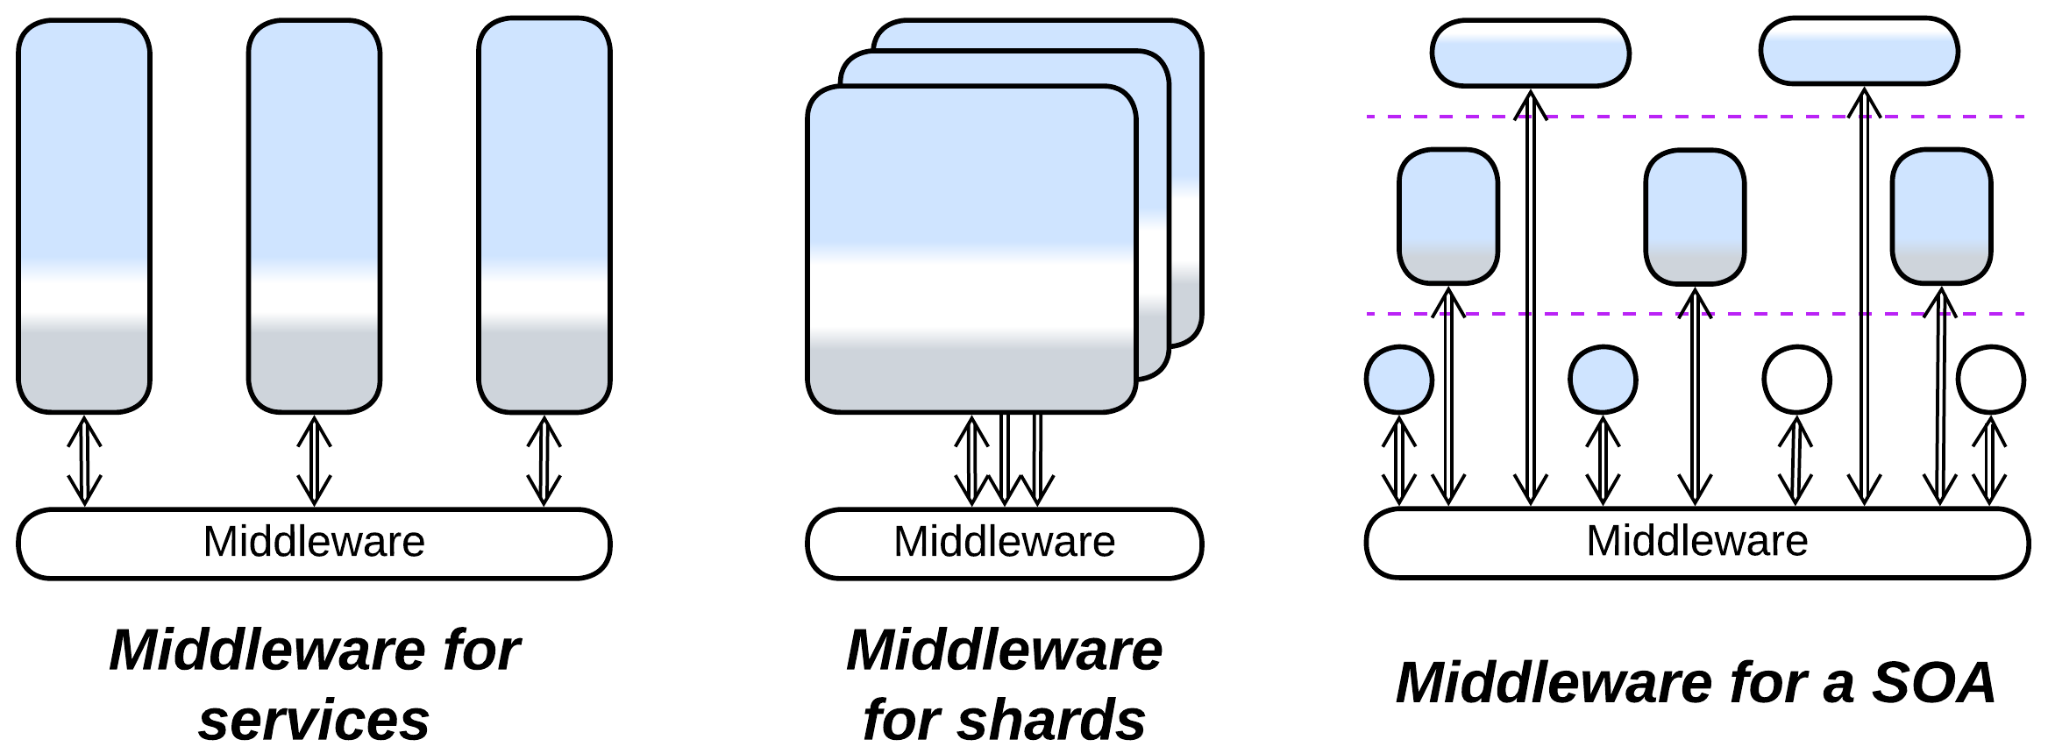 Middleware
Middleware
Middleware
Middleware for
services
Middleware
for shards
Middleware for a SOA